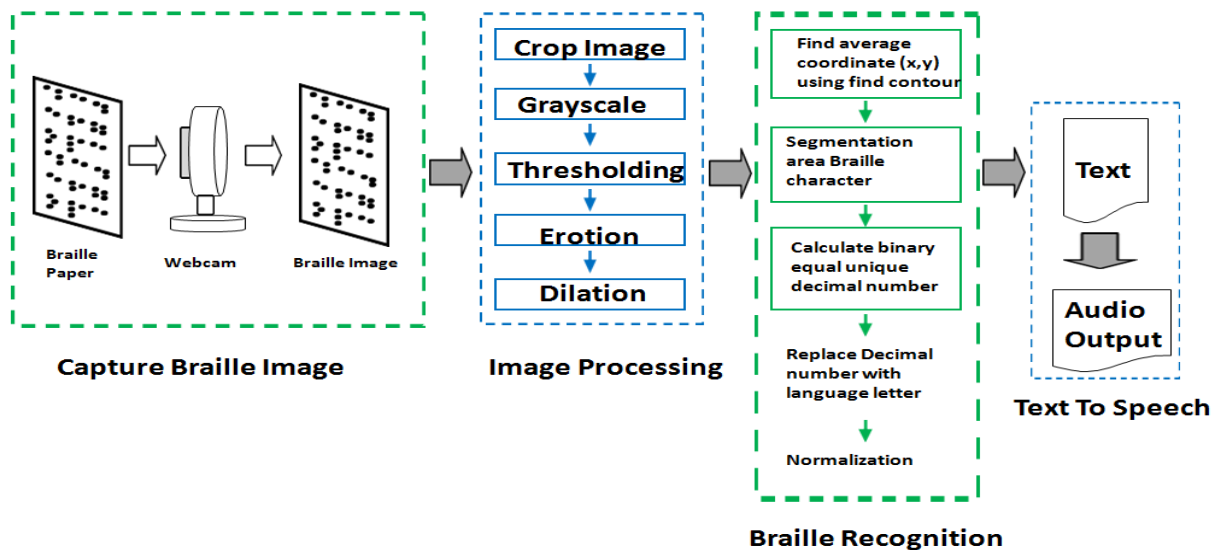 Braille
Paper
Webcam
Braille Image
Capture Braille Image
Crop Image
Grayscale
Thresholding
Erotion
Dilation
Image Processing
Find average
coordinate (x,y)
using find contour
Segmentation
area Braille
character
Calculate binary
equal unique
decimal number
Replace Decimal
number with
language letter
Normalization
Braille Recognition
Text
Audio
Output
Text To Speech